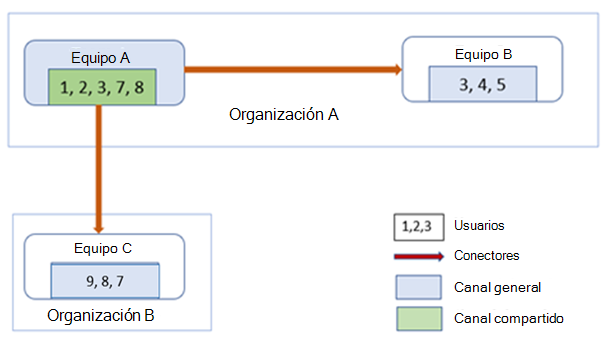 Equipo A
1, 2, 3, 7, 8
Equipo B
3, 4, 5
Organización A
Equipo C
9, 8, 7
Organización B
1,2,3
Usuarios
Conectores
Canal general
Canal compartido